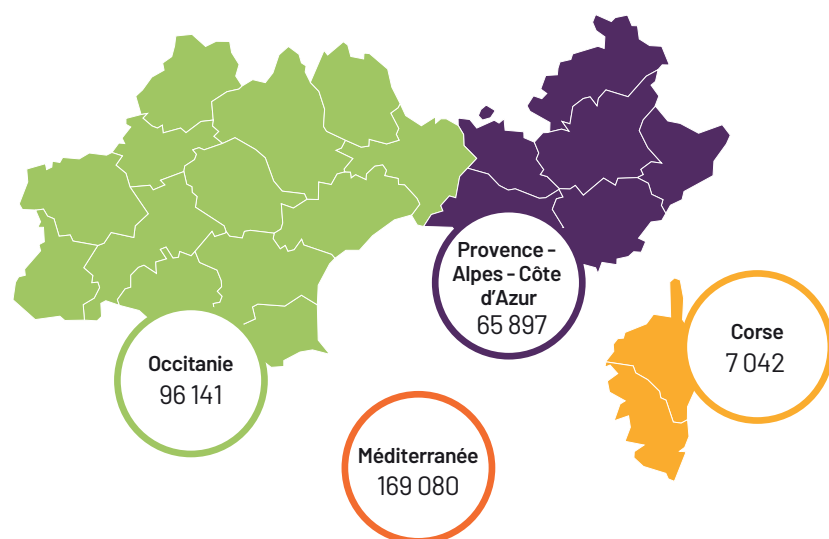 Provence -
Alpes - Côte
d'Azur
65 897
Occitanie
96 141
Corse
7 042
Méditerranée
169 080